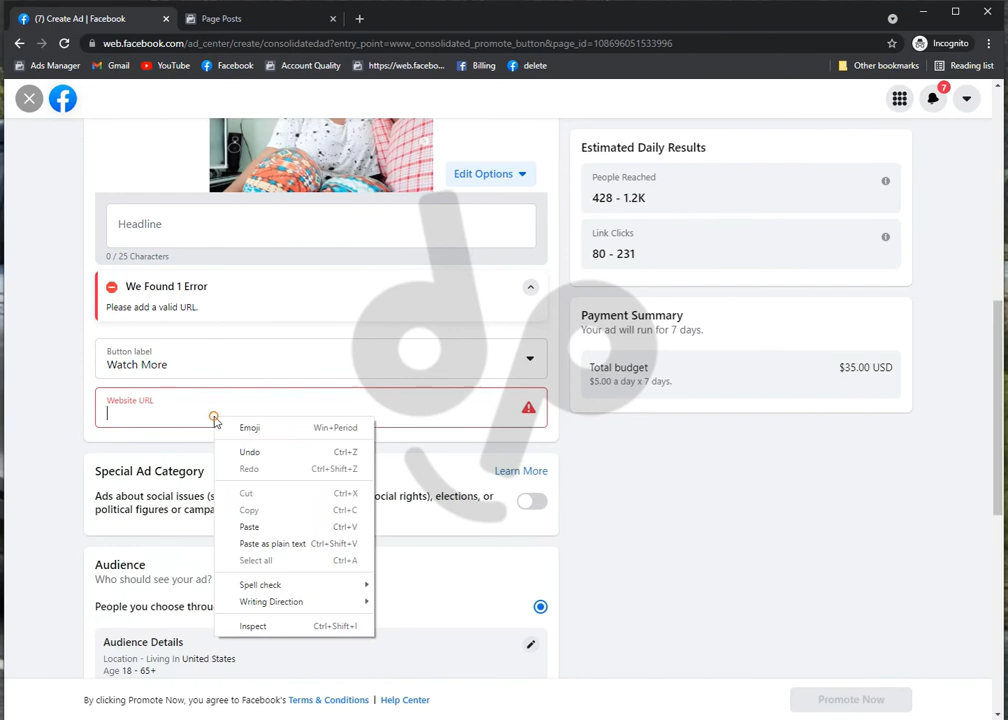 (7) Create Ad | Facebook
Page Posts
web.facebook.com/ad_center/create/consolidatedad?entry_point=www_consolidated_promote_button&page_id=108696051533996
Incognito
Ads Manager
Gmail
YouTube
Facebook
Account Quality
https://web.facebo...
Billing
delete
Other bookmarks
Reading list
7
Edit Options
Headline
0 / 25 Characters
We Found 1 Error
Please add a valid URL.
Button label
Watch More
Website URL
Emoji Win+Period
Undo Ctrl+Z
Redo Ctrl+Shift+Z
Cut Ctrl+X
Copy Ctrl+C
Paste Ctrl+V
Paste as plain text Ctrl+Shift+V
Select all Ctrl+A
Spell check
Writing Direction
Inspect Ctrl+Shift+I
Special Ad Category
Learn More
Ads about social issues (s
ocial rights), elections, or
political figures or campa
Audience
Who should see your ad?
People you choose throu
Audience Details
Location - Living In United States
Age 18 - 65+
Estimated Daily Results
People Reached
428 - 1.2K
Link Clicks
80 - 231
Payment Summary
Your ad will run for 7 days.
Total budget $35.00 USD
$5.00 a day x 7 days.
dp
By clicking Promote Now, you agree to Facebook's Terms & Conditions | Help Center
Promote Now